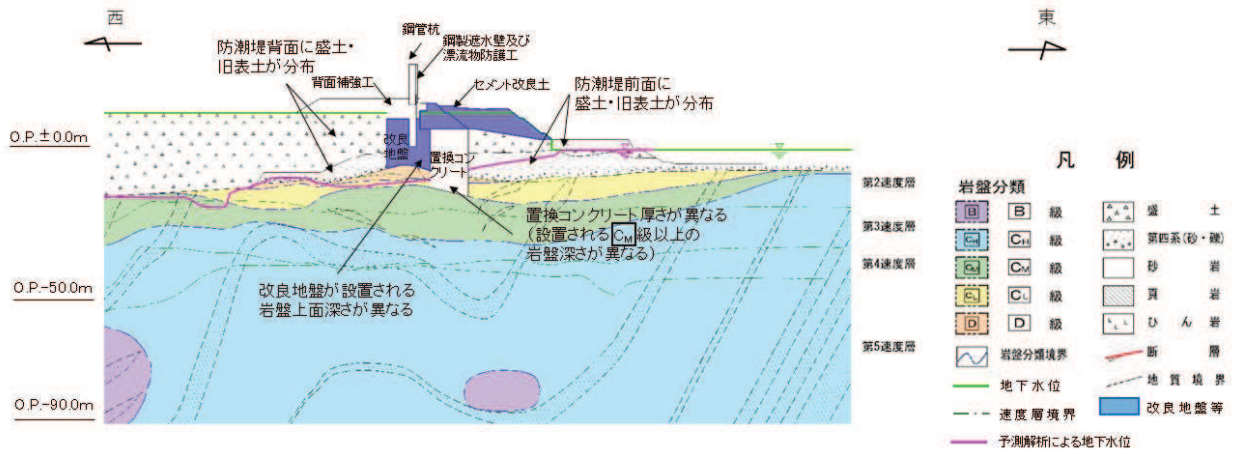 西
東
鋼管杭
鋼製遮水壁及び
漂流物防護工
防潮堤背面に盛土・
旧表土が分布
背面補強工
セメント改良土
防潮堤前面に
盛土・旧表土が分布
O.P.±0.0m
改良
地盤
置換コン
クリート
置換コンクリート厚さが異なる
(設置されるCM級以上の
岩盤深さが異なる)
改良地盤が設置される
岩盤上面深さが異なる
O.P.-50.0m
O.P.-90.0m
第2速度層
第3速度層
第4速度層
第5速度層
凡 例
岩盤分類
B B 級
CH CH 級
CM CM 級
CL CL 級
D D 級
岩盤分類境界
地下水位
速度層境界
予測解析による地下水位
盛 土
第四系(砂・礫)
砂 岩
頁 岩
ひ ん 岩
断 層
地 質 境 界
改良地盤等